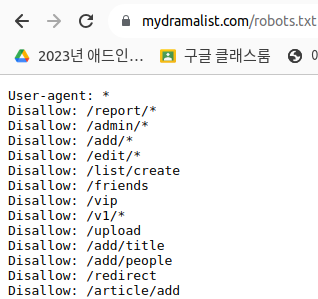 mydramalist.com/robots.txt
2023년 애드인... 구글 클래스룸
User-agent: *
Disallow: /report/*
Disallow: /admin/*
Disallow: /add/*
Disallow: /edit/*
Disallow: /list/create
Disallow: /friends
Disallow: /vip
Disallow: /v1/*
Disallow: /upload
Disallow: /add/title
Disallow: /add/people
Disallow: /redirect
Disallow: /article/add